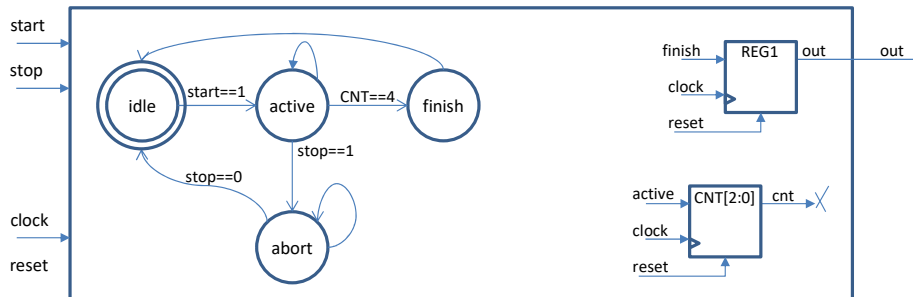 start
stop
clock
reset
idle
start==1
active
CNT==4
finish
stop==1
stop==0
abort
finish
REG1
out
out
clock
reset
active
CNT[2:0]
cnt
clock
reset